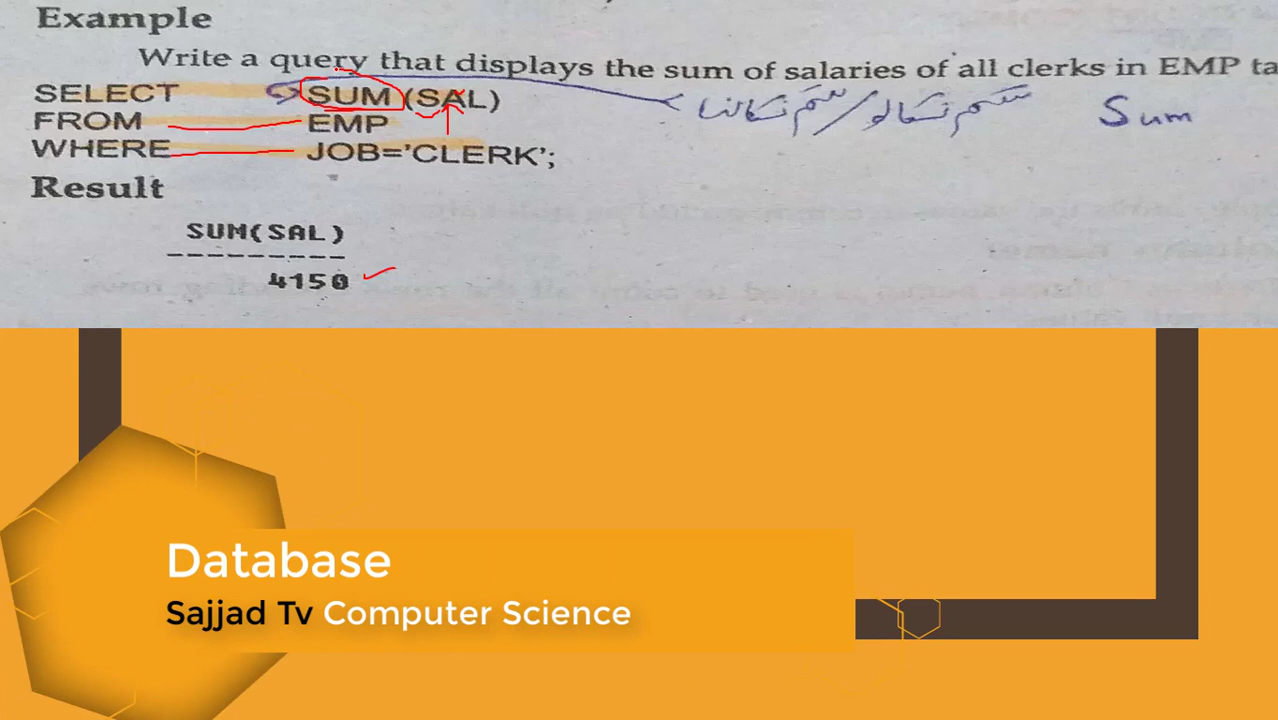 Example
Write a query that displays the sum of salaries of all clerks in EMP ta
SELECT SUM (SAL)
FROM EMP
WHERE JOB='CLERK';
Sum
Result
SUM(SAL)
---------
4150
Database
Sajjad Tv Computer Science